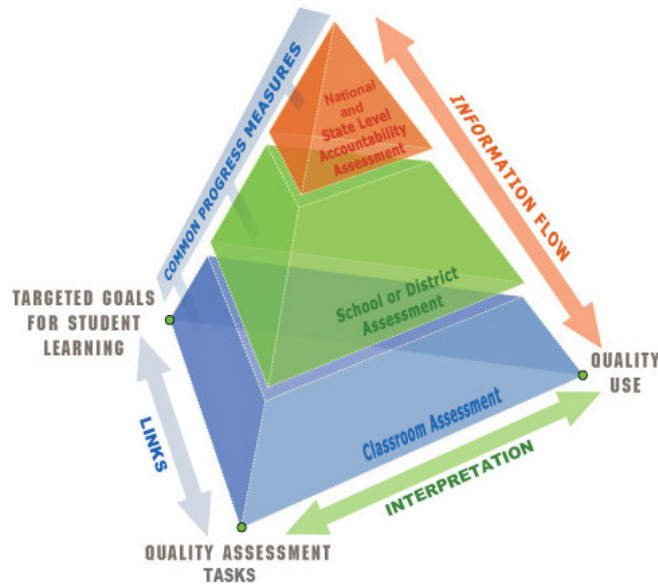 COMMON PROGRESS MEASURES
National
and
State Level
Accountability
Assessment
INFORMATION FLOW
School or District
Assessment
TARGETED GOALS
FOR STUDENT
LEARNING
QUALITY
USE
Classroom Assessment
LINKS
INTERPRETATION
QUALITY ASSESSMENT
TASKS